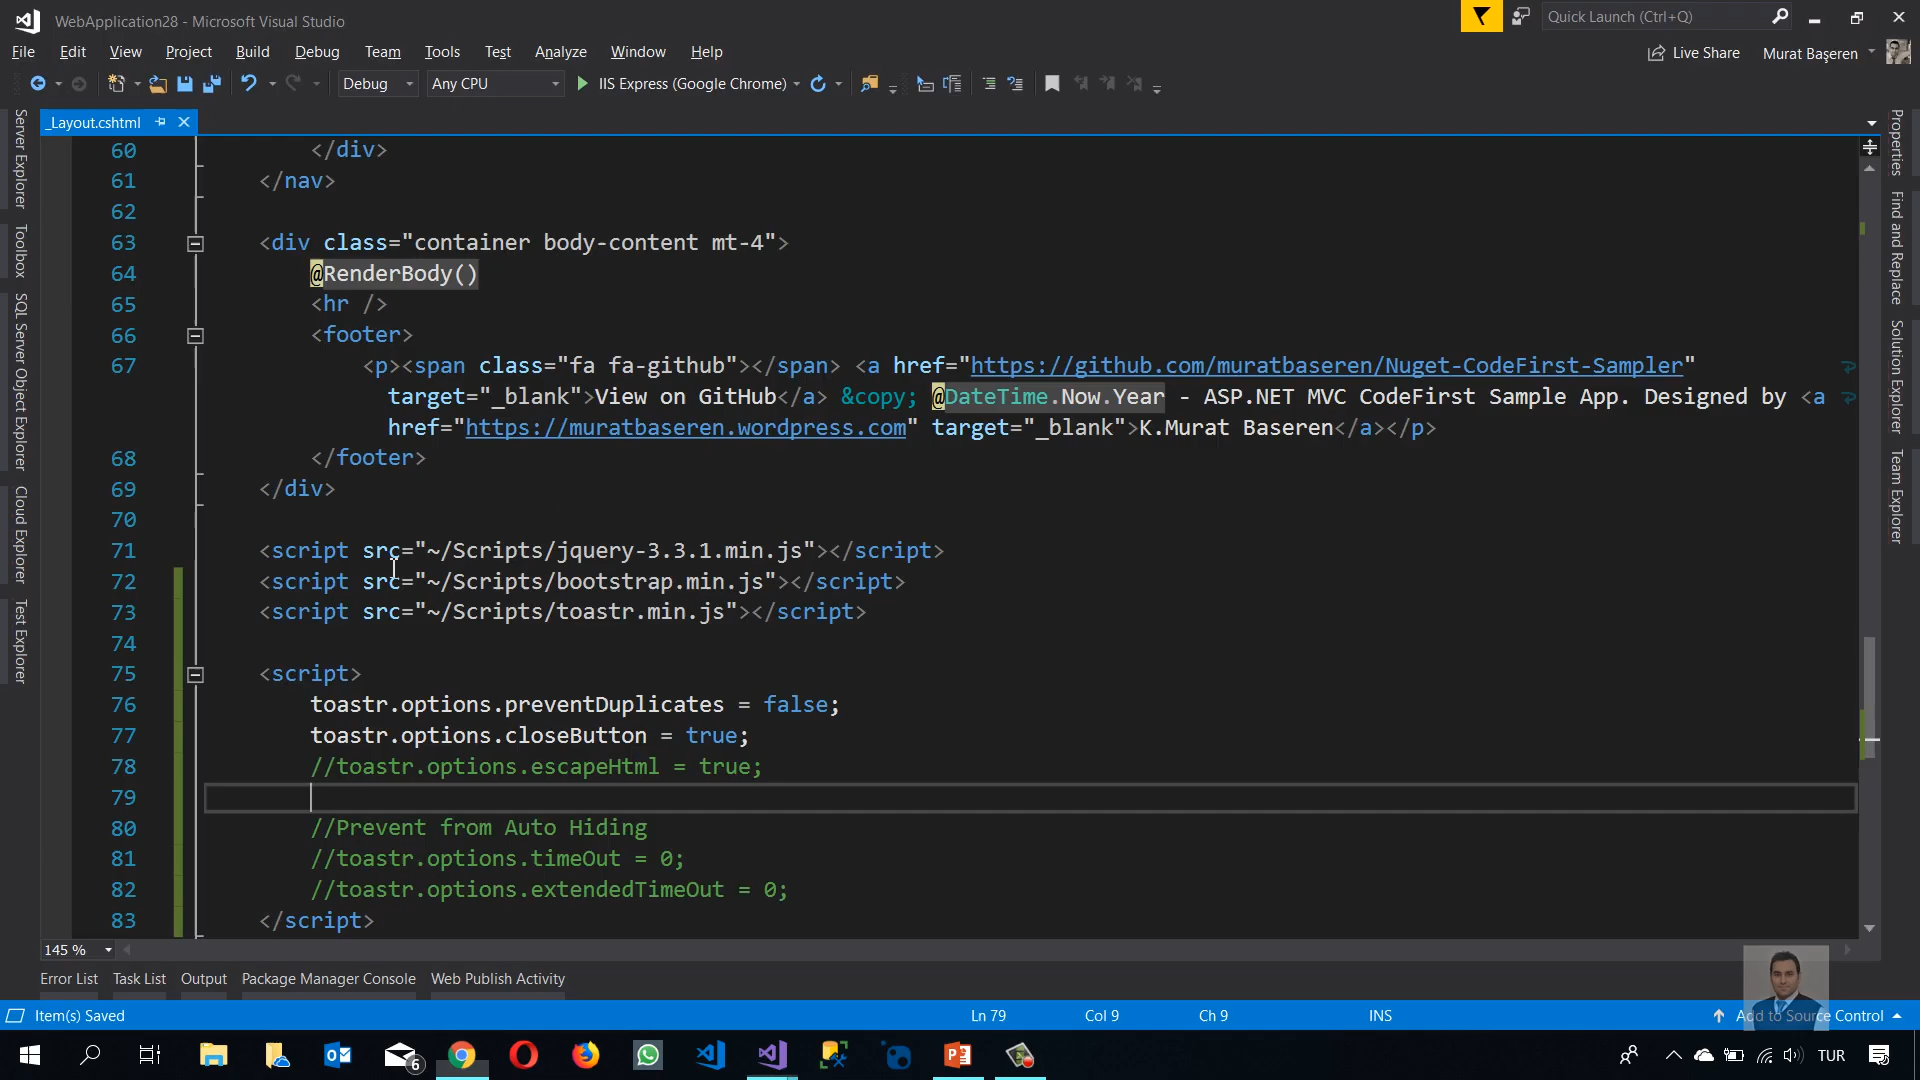 WebApplication28 - Microsoft Visual Studio
Quick Launch (Ctrl+Q)
File Edit View Project Build Debug Team Tools Test Analyze Window Help
Live Share
Murat Başeren
Debug
Any CPU
IIS Express (Google Chrome)
_Layout.cshtml
Server Explorer
Toolbox
SQL Server Object Explorer
Cloud Explorer
Test Explorer
60 </div>
61 </nav>
62
63 <div class="container body-content mt-4">
64 @RenderBody()
65 <hr />
66 <footer>
67 <p><span class="fa fa-github"></span> <a href="https://github.com/muratbaseren/Nuget-CodeFirst-Sampler"
target="_blank">View on GitHub</a> &copy; @DateTime.Now.Year - ASP.NET MVC CodeFirst Sample App. Designed by <a
href="https://muratbaseren.wordpress.com" target="_blank">K.Murat Baseren</a></p>
68 </footer>
69 </div>
70
71 <script src="~/Scripts/jquery-3.3.1.min.js"></script>
72 <script src="~/Scripts/bootstrap.min.js"></script>
73 <script src="~/Scripts/toastr.min.js"></script>
74
75 <script>
76 toastr.options.preventDuplicates = false;
77 toastr.options.closeButton = true;
78 //toastr.options.escapeHtml = true;
79
80 //Prevent from Auto Hiding
81 //toastr.options.timeOut = 0;
82 //toastr.options.extendedTimeOut = 0;
83 </script>
Properties
Find and Replace
Solution Explorer
Team Explorer
145 %
Error List Task List Output Package Manager Console Web Publish Activity
Item(s) Saved
Ln 79
Col 9
Ch 9
INS
Add to Source Control
6
TUR